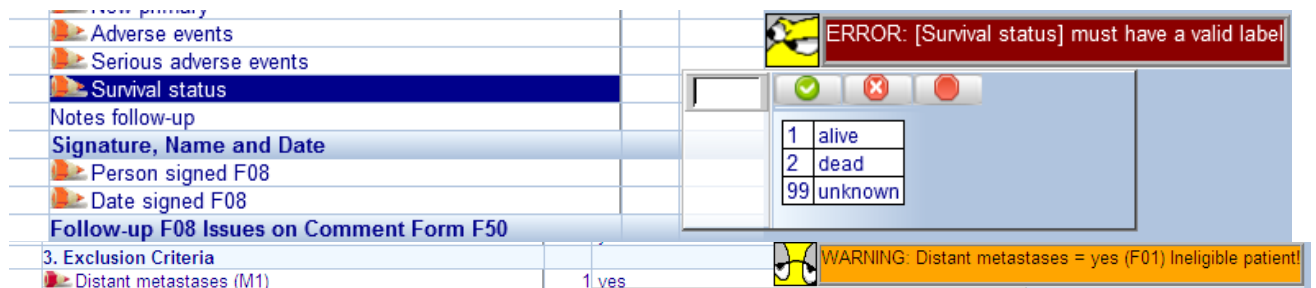 Adverse events
ERROR: [Survival status] must have a valid label
Serious adverse events
Survival status
Notes follow-up
1 alive
Signature, Name and Date
2 dead
Person signed F08
99 unknown
Date signed F08
Follow-up F08 Issues on Comment Form F50
3. Exclusion Criteria
WARNING: Distant metastases = yes (F01) Ineligible patient!
Distant metastases (M1) 1 yes